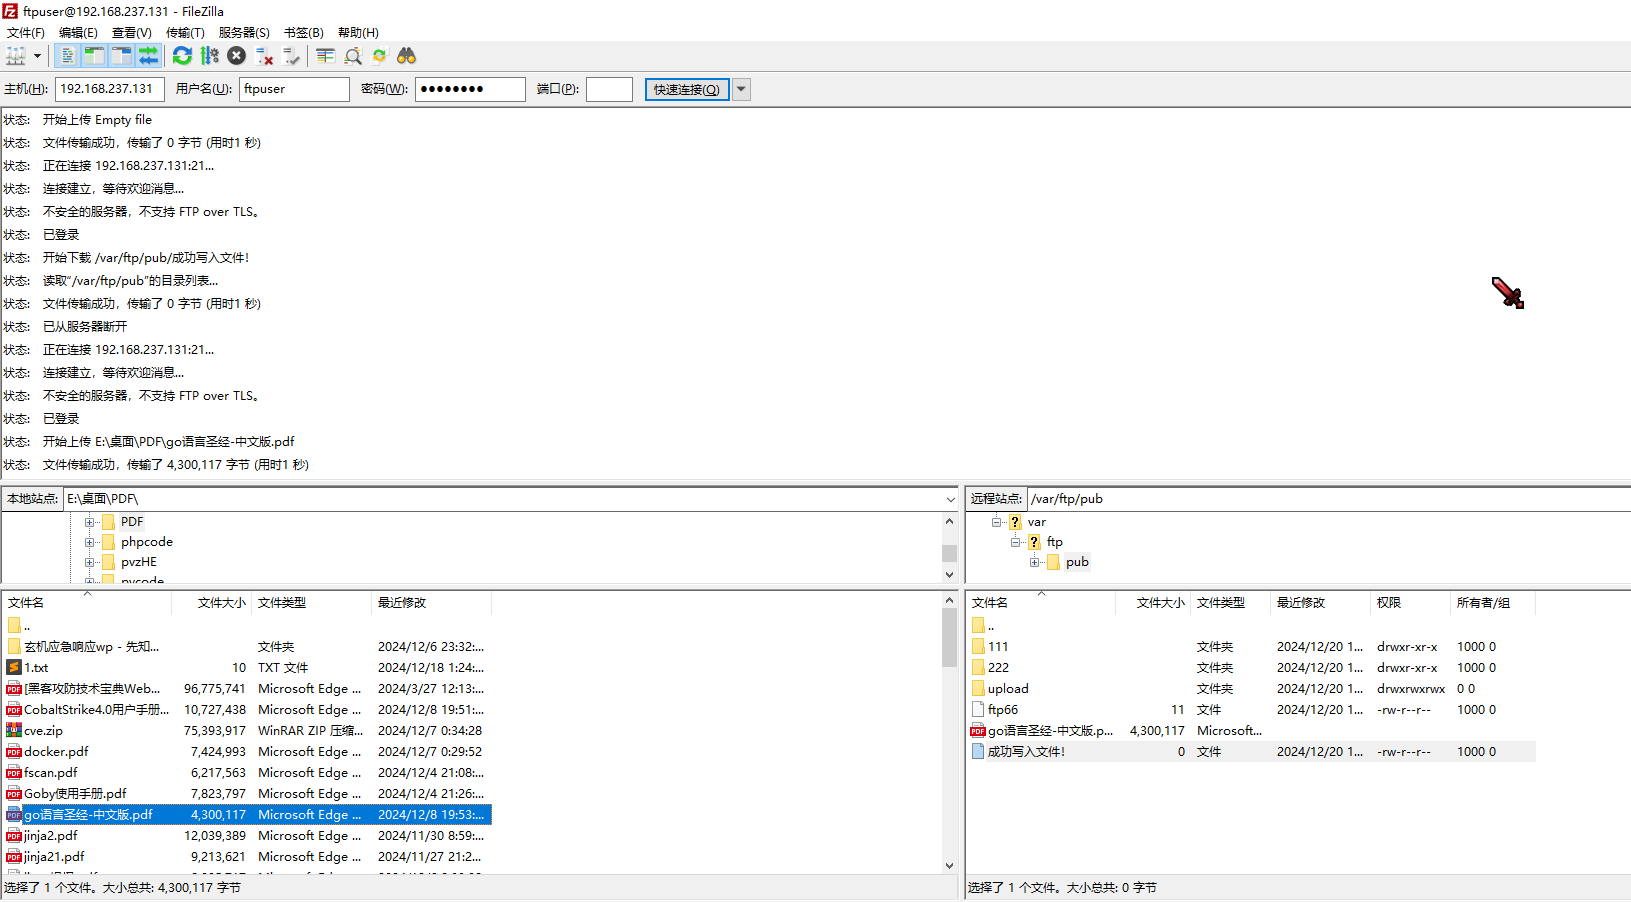 ftpuser@192.168.237.131 - FileZilla
文件(F) 编辑(E) 查看(V) 传输(T) 服务器(S) 书签(B) 帮助(H)
主机(H): 192.168.237.131 用户名(U): ftpuser 密码(W): ●●●●●●●● 端口(P): 快速连接(Q)
状态: 开始上传 Empty file
状态: 文件传输成功，传输了 0 字节 (用时1 秒)
状态: 正在连接 192.168.237.131:21...
状态: 连接建立，等待欢迎消息...
状态: 不安全的服务器，不支持 FTP over TLS。
状态: 已登录
状态: 开始下载 /var/ftp/pub/成功写入文件！
状态: 读取“/var/ftp/pub”的目录列表...
状态: 文件传输成功，传输了 0 字节 (用时1 秒)
状态: 已从服务器断开
状态: 正在连接 192.168.237.131:21...
状态: 连接建立，等待欢迎消息...
状态: 不安全的服务器，不支持 FTP over TLS。
状态: 已登录
状态: 开始上传 E:\桌面\PDF\go语言圣经-中文版.pdf
状态: 文件传输成功，传输了 4,300,117 字节 (用时1 秒)
本地站点: E:\桌面\PDF\
PDF
phpcode
pvzHE
pycode
文件名 文件大小 文件类型 最近修改
..
玄机应急响应wp - 先知... 文件夹 2024/12/6 23:32:...
1.txt 10 TXT 文件 2024/12/18 1:24:...
[黑客攻防技术宝典Web... 96,775,741 Microsoft Edge ... 2024/3/27 12:13:...
CobaltStrike4.0用户手册... 10,727,438 Microsoft Edge ... 2024/12/8 19:51:...
cve.zip 75,393,917 WinRAR ZIP 压缩... 2024/12/7 0:34:28
docker.pdf 7,424,993 Microsoft Edge ... 2024/12/7 0:29:52
fscan.pdf 6,217,563 Microsoft Edge ... 2024/12/4 21:08:...
Goby使用手册.pdf 7,823,797 Microsoft Edge ... 2024/12/4 21:26:...
go语言圣经-中文版.pdf 4,300,117 Microsoft Edge ... 2024/12/8 19:53:...
jinja2.pdf 12,039,389 Microsoft Edge ... 2024/11/30 8:59:...
jinja21.pdf 9,213,621 Microsoft Edge ... 2024/11/27 21:2...
选择了 1 个文件。大小总共: 4,300,117 字节
远程站点: /var/ftp/pub
var
ftp
pub
文件名 文件大小 文件类型 最近修改 权限 所有者/组
..
111 文件夹 2024/12/20 1... drwxr-xr-x 1000 0
222 文件夹 2024/12/20 1... drwxr-xr-x 1000 0
upload 文件夹 2024/12/20 1... drwxrwxrwx 0 0
ftp66 11 文件 2024/12/20 1... -rw-r--r-- 1000 0
go语言圣经-中文版.p... 4,300,117 Microsoft...
成功写入文件！ 0 文件 2024/12/20 1... -rw-r--r-- 1000 0
选择了 1 个文件。大小总共: 0 字节